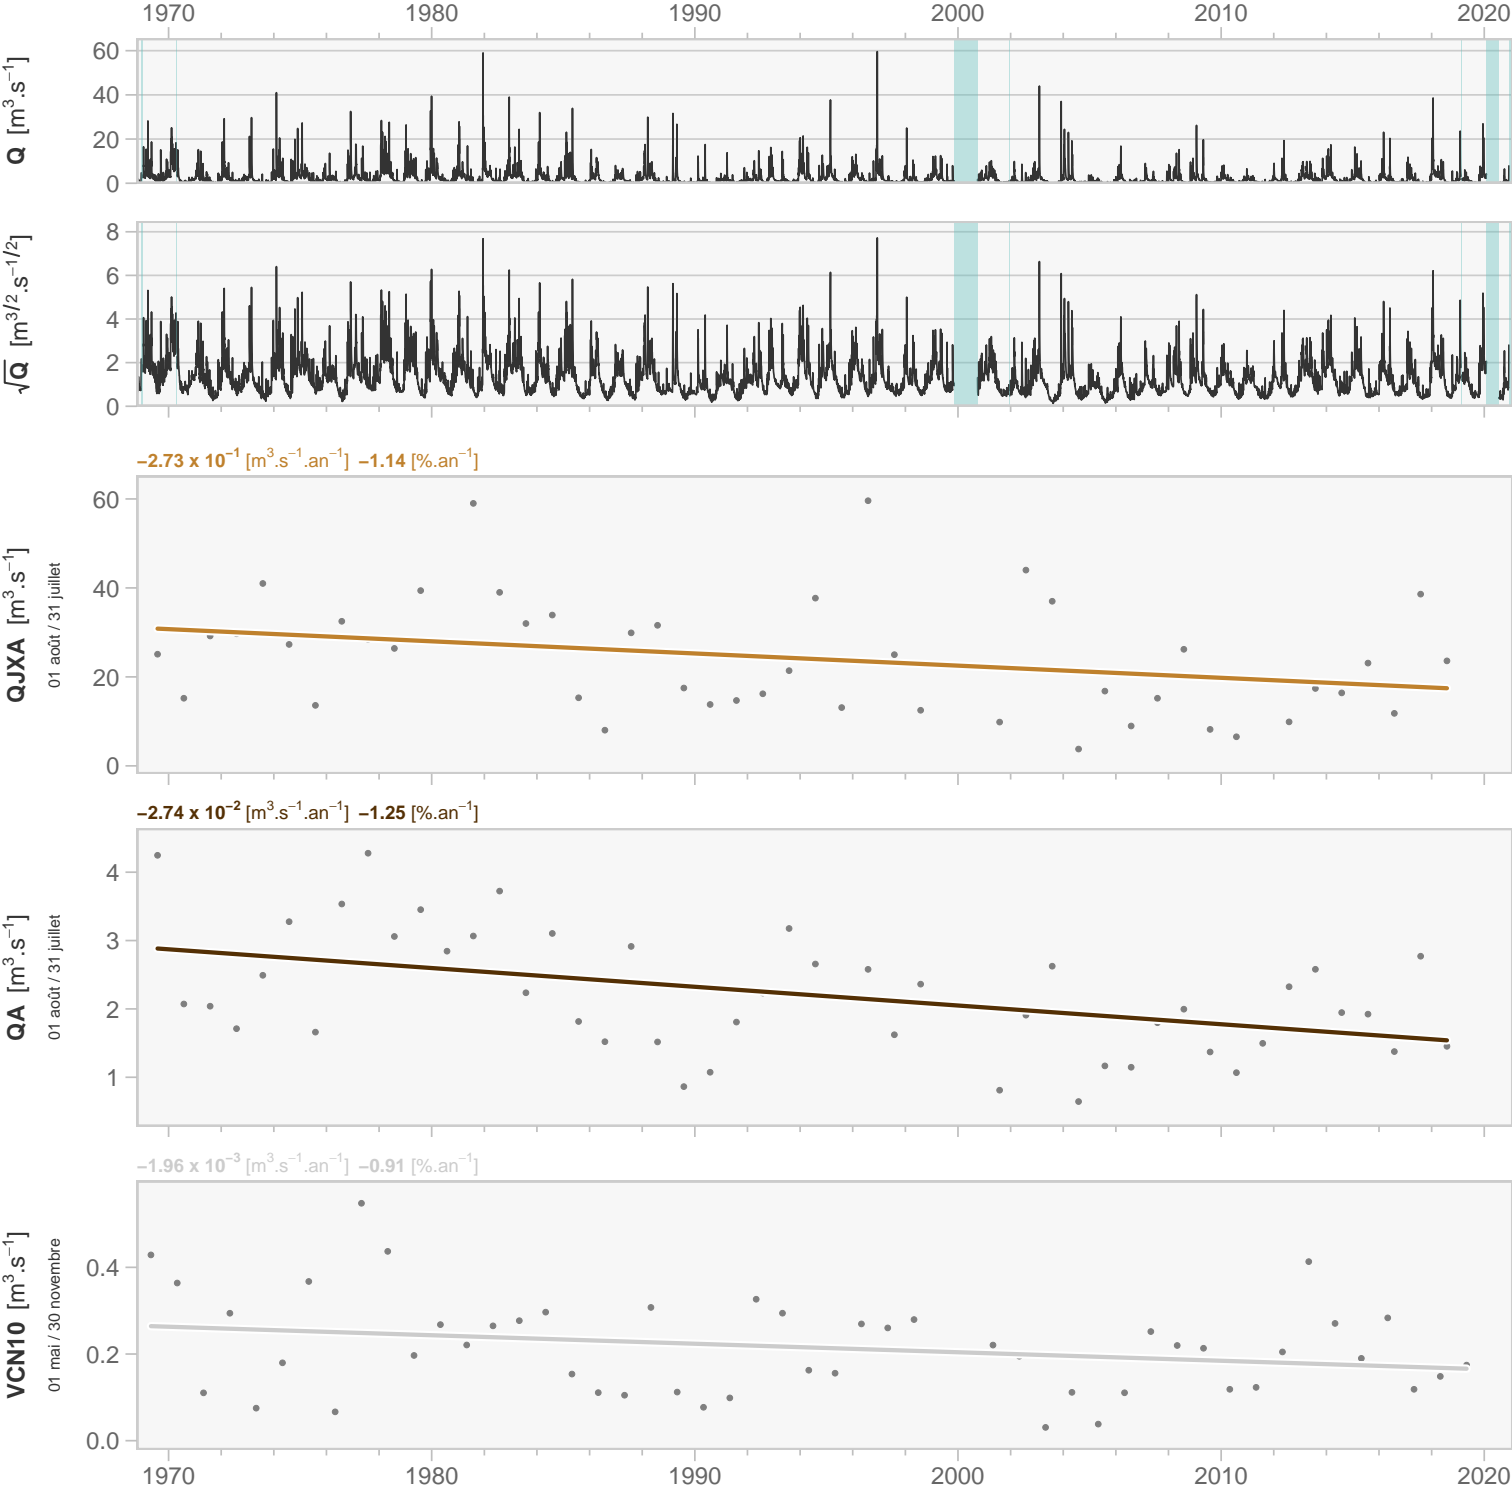 1970 1980 1990 2000 2010 2020
Q [m³.s⁻¹]
60
40
20
0
√Q [m³ᐟ².s⁻¹ᐟ²]
8
6
4
2
0
−2.73 x 10⁻¹ [m³.s⁻¹.an⁻¹] −1.14 [%.an⁻¹]
QJXA [m³.s⁻¹]
01 août / 31 juillet
60
40
20
0
−2.74 x 10⁻² [m³.s⁻¹.an⁻¹] −1.25 [%.an⁻¹]
QA [m³.s⁻¹]
01 août / 31 juillet
4
3
2
1
−1.96 x 10⁻³ [m³.s⁻¹.an⁻¹] −0.91 [%.an⁻¹]
VCN10 [m³.s⁻¹]
01 mai / 30 novembre
0.4
0.2
0.0
1970 1980 1990 2000 2010 2020